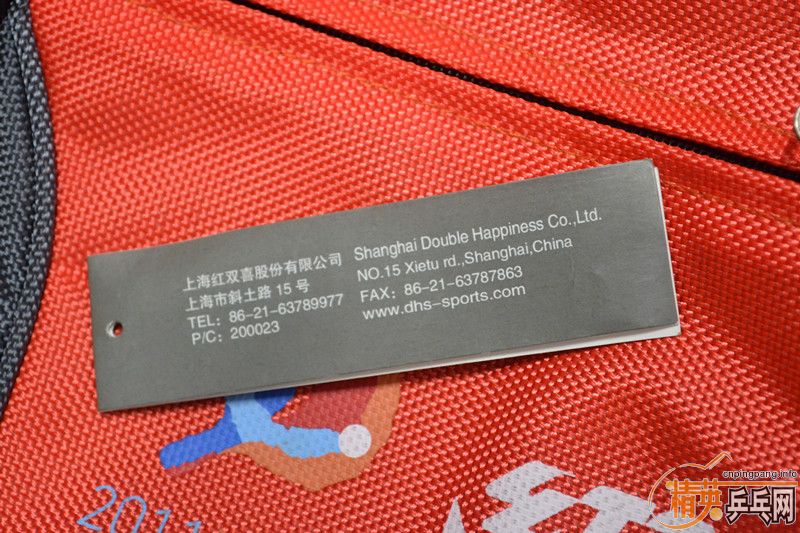 上海红双喜股份有限公司
上海市斜土路 15 号
TEL: 86-21-63789977
P/C: 200023
Shanghai Double Happiness Co.,Ltd.
NO.15 Xietu rd.,Shanghai,China
FAX: 86-21-63787863
www.dhs-sports.com
2011
cnpingpang.info
精英乒乓网